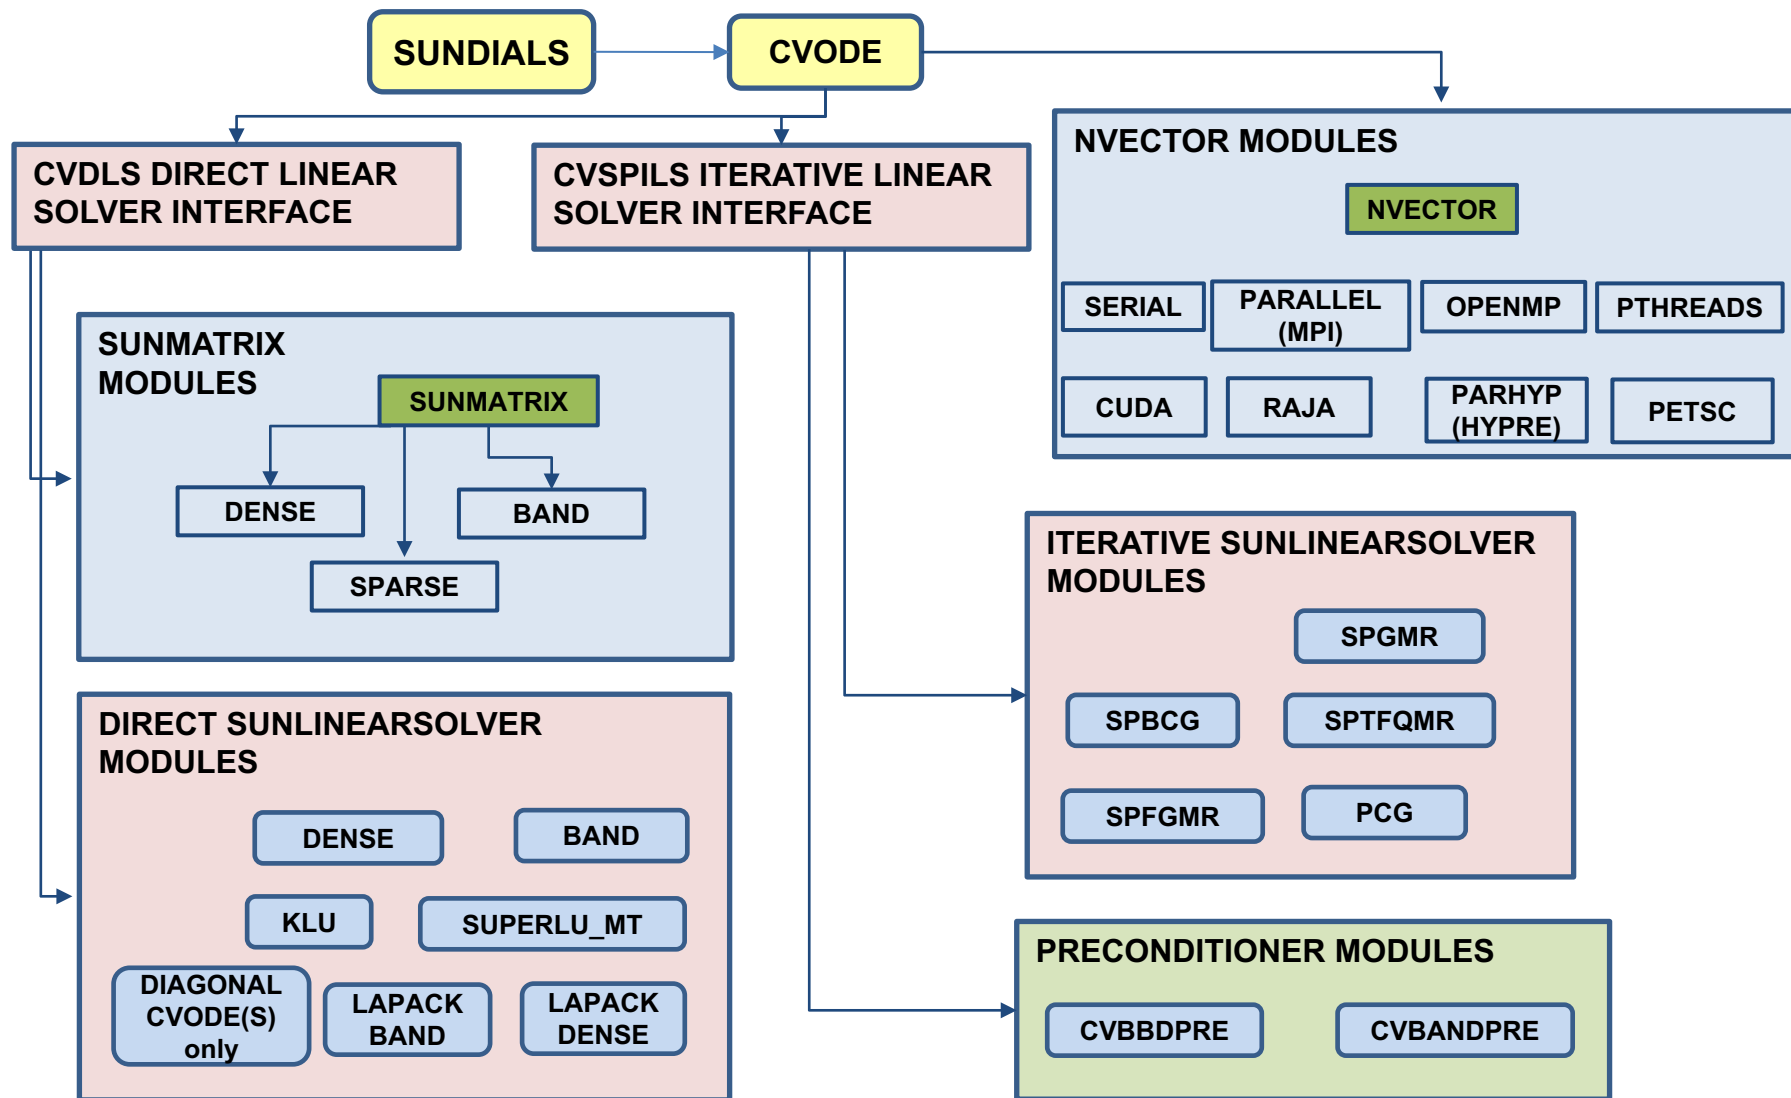 SUNDIALS
CVODE
CVDLS DIRECT LINEAR
SOLVER INTERFACE
CVSPILS ITERATIVE LINEAR
SOLVER INTERFACE
NVECTOR MODULES
NVECTOR
SERIAL
PARALLEL
(MPI)
OPENMP
PTHREADS
CUDA
RAJA
PARHYP
(HYPRE)
PETSC
SUNMATRIX
MODULES
SUNMATRIX
DENSE
BAND
SPARSE
ITERATIVE SUNLINEARSOLVER
MODULES
SPGMR
SPBCG
SPTFQMR
SPFGMR
PCG
DIRECT SUNLINEARSOLVER
MODULES
DENSE
BAND
KLU
SUPERLU_MT
DIAGONAL
CVODE(S)
only
LAPACK
BAND
LAPACK
DENSE
PRECONDITIONER MODULES
CVBBDPRE
CVBANDPRE